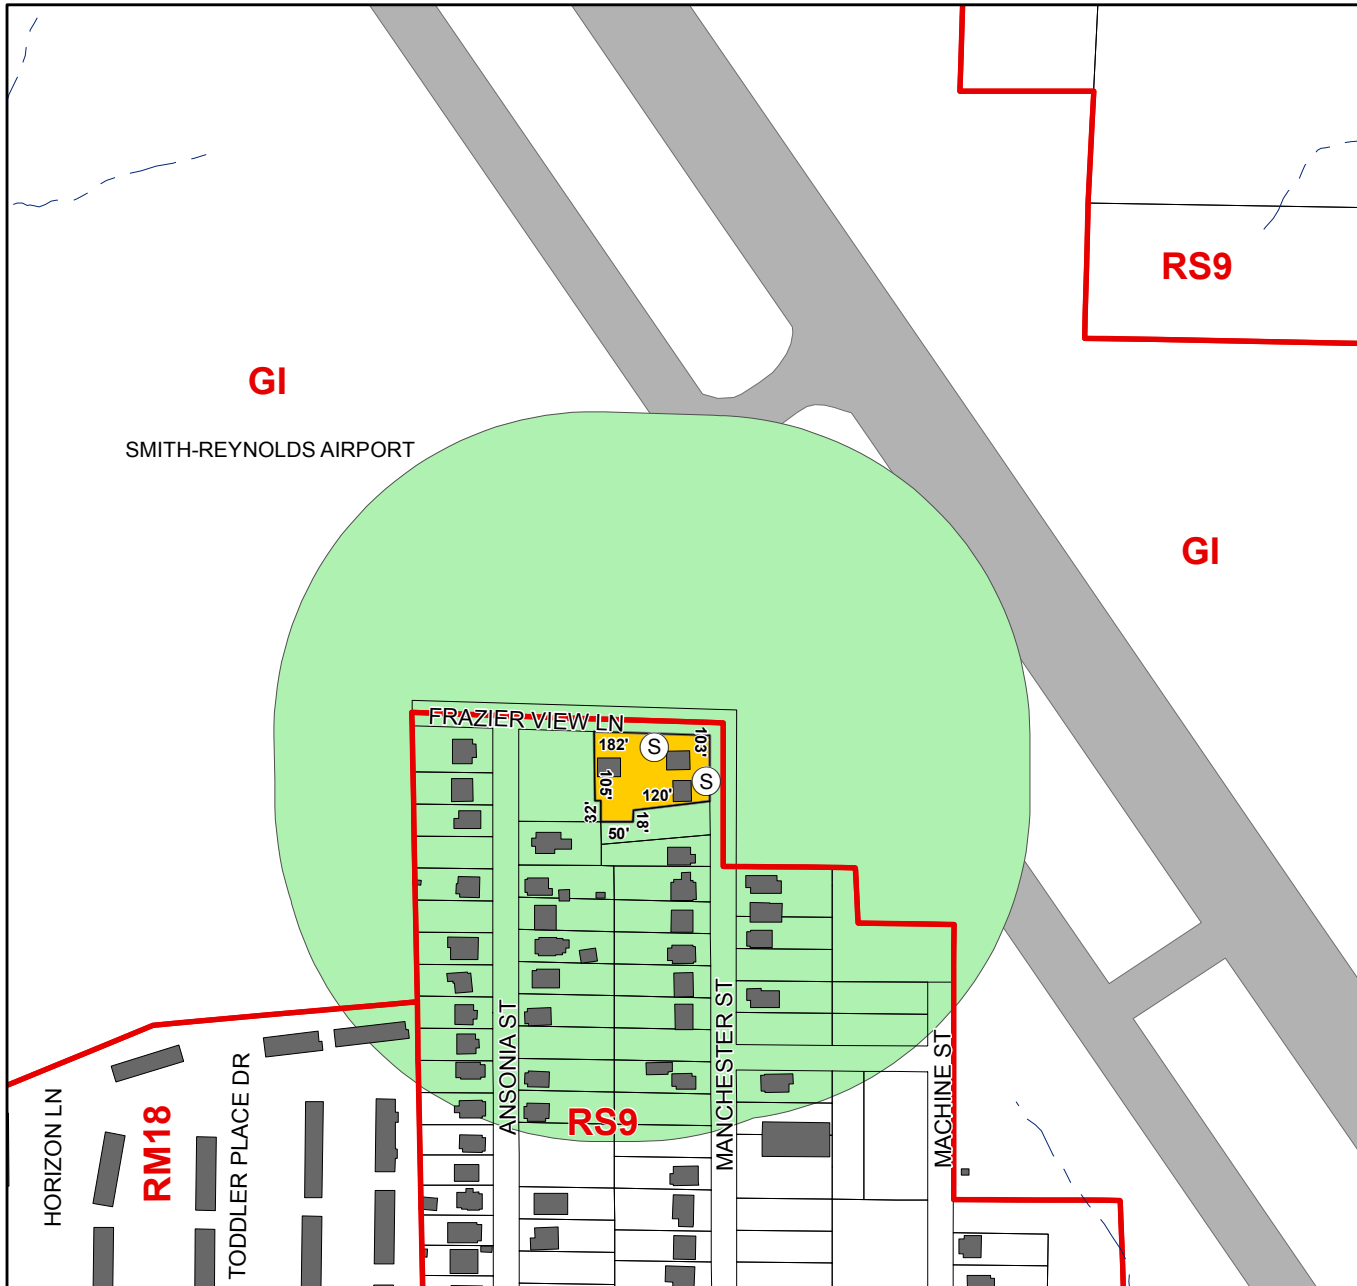 RS9
GI
SMITH-REYNOLDS AIRPORT
GI
FRAZIER VIEW LN
182'
S
103'
105'
S
120'
32'
18'
50'
ANSONIA ST
MANCHESTER ST
MACHINE ST
RS9
HORIZON LN
RM18
TODDLER PLACE DR